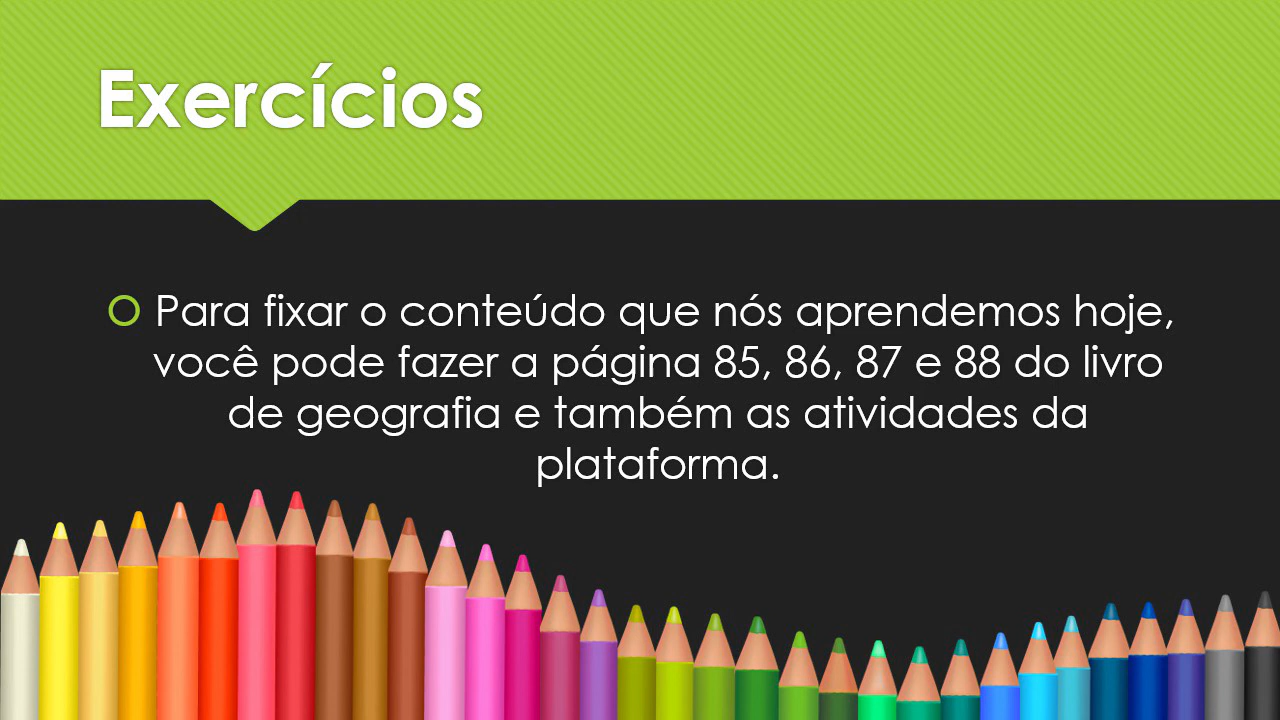 Exercícios
Para fixar o conteúdo que nós aprendemos hoje,
você pode fazer a página 85, 86, 87 e 88 do livro
de geografia e também as atividades da
plataforma.